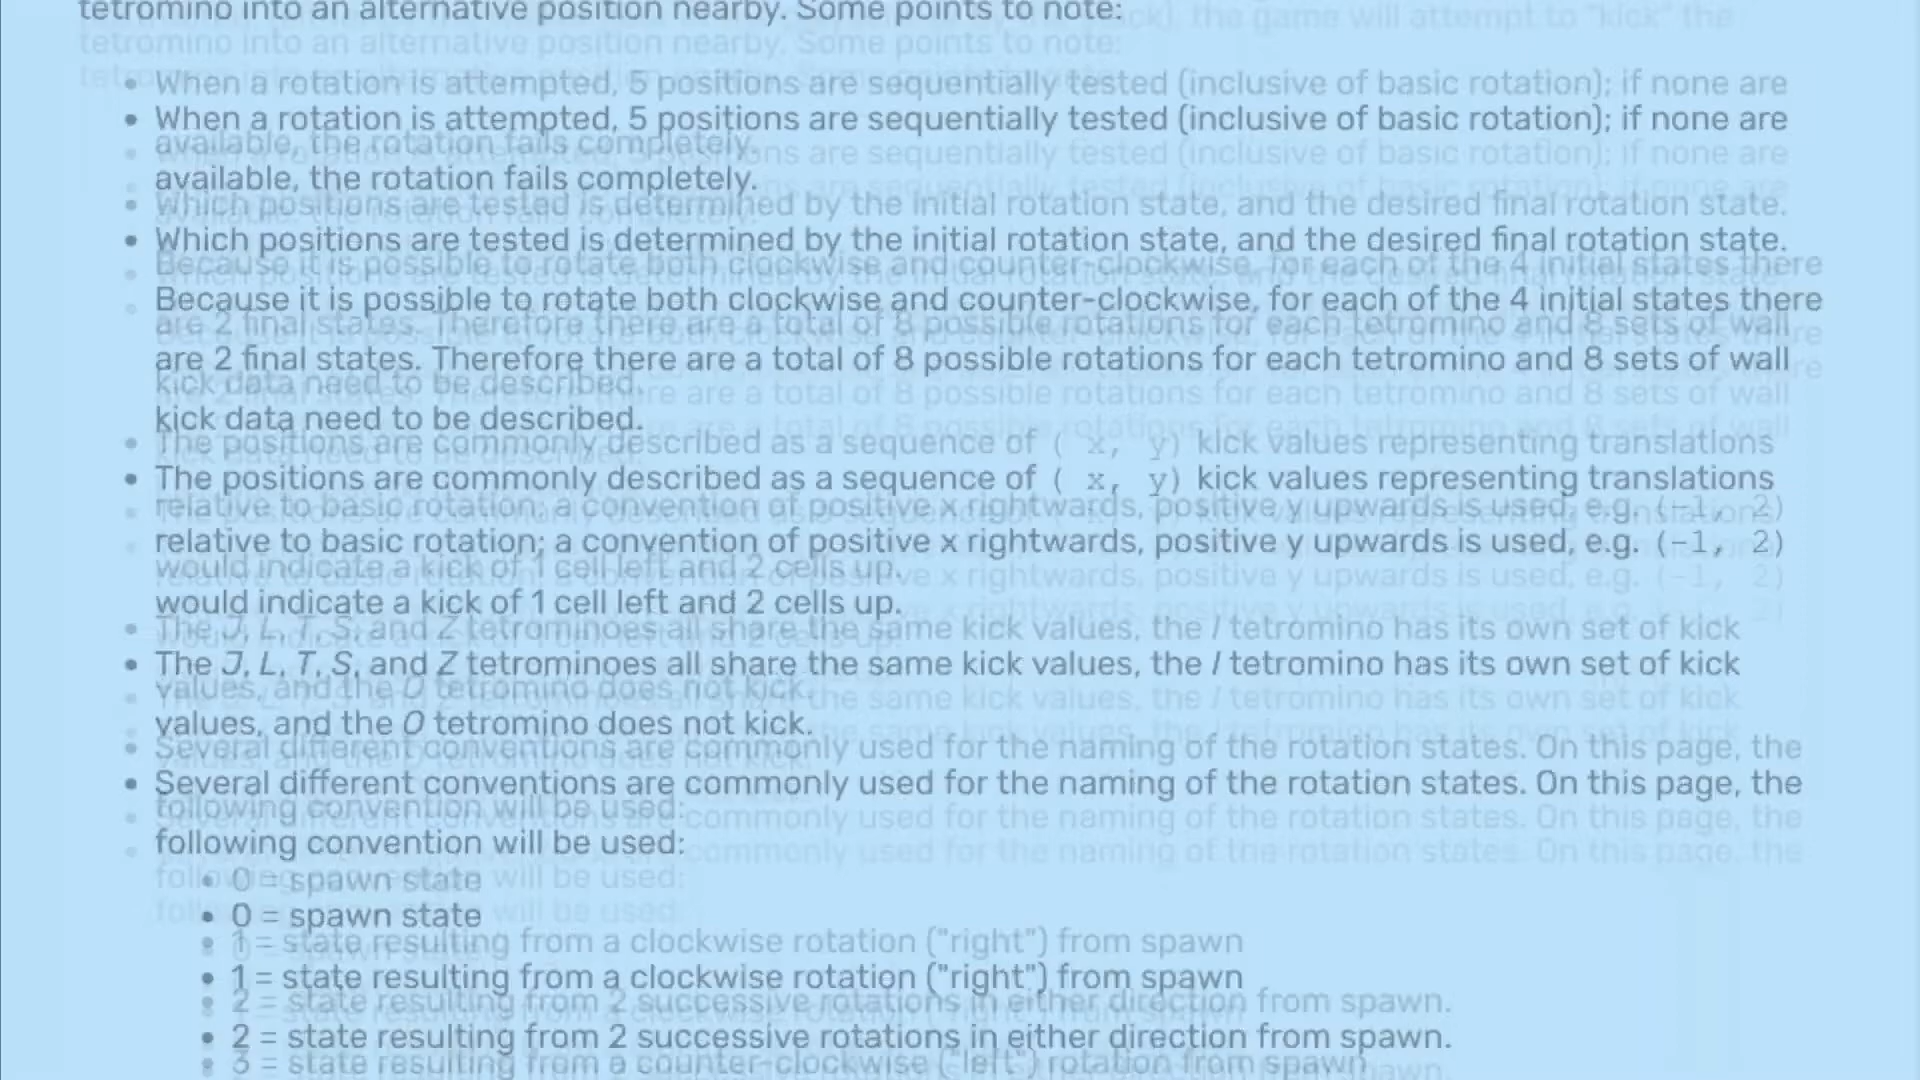 tetromino into an alternative position nearby. Some points to note:
• When a rotation is attempted, 5 positions are sequentially tested (inclusive of basic rotation); if none are
available, the rotation fails completely.
• Which positions are tested is determined by the initial rotation state, and the desired final rotation state.
Because it is possible to rotate both clockwise and counter-clockwise, for each of the 4 initial states there
are 2 final states. Therefore there are a total of 8 possible rotations for each tetromino and 8 sets of wall
kick data need to be described.
• The positions are commonly described as a sequence of ( x, y) kick values representing translations
relative to basic rotation; a convention of positive x rightwards, positive y upwards is used, e.g. (-1, 2)
would indicate a kick of 1 cell left and 2 cells up.
• The J, L, T, S, and Z tetrominoes all share the same kick values, the I tetromino has its own set of kick
values, and the O tetromino does not kick.
• Several different conventions are commonly used for the naming of the rotation states. On this page, the
following convention will be used:
• 0 = spawn state
• 1 = state resulting from a clockwise rotation ("right") from spawn
• 2 = state resulting from 2 successive rotations in either direction from spawn.
• 3 = state resulting from a counter-clockwise ("left") rotation from spawn